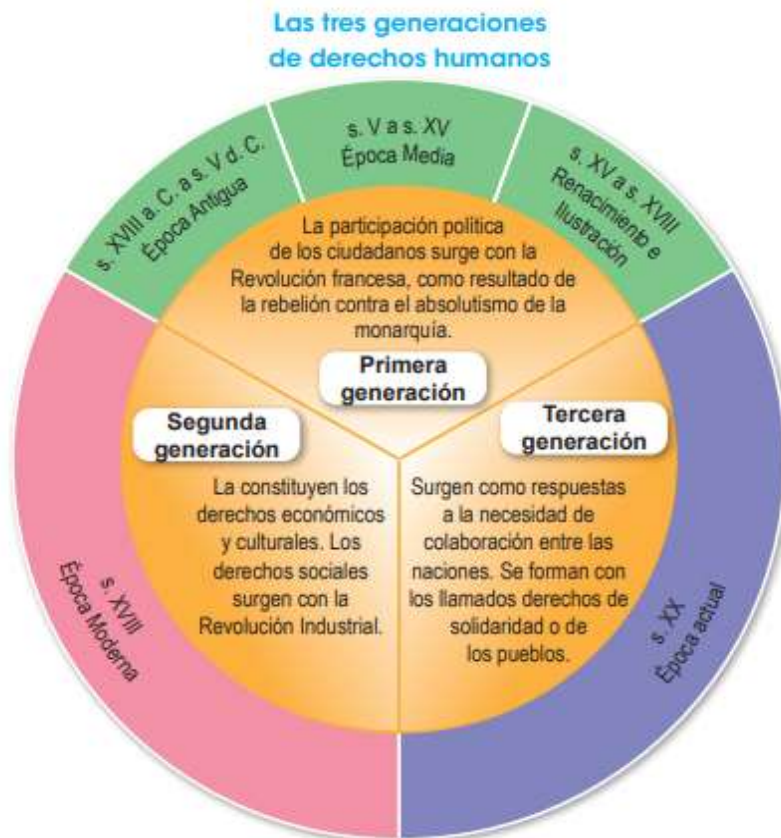 Las tres generaciones
de derechos humanos
s. XVIII a. C. a s. V d. C.
Época Antigua
s. V a s. XV
Época Media
s. XV a s. XVIII
Renacimiento e
Ilustración
La participación política
de los ciudadanos surge con la
Revolución francesa, como resultado de
la rebelión contra el absolutismo de la
monarquía.
Primera
generación
Segunda
generación
La constituyen los
derechos económicos
y culturales. Los
derechos sociales
surgen con la
Revolución Industrial.
Tercera
generación
Surgen como respuestas
a la necesidad de
colaboración entre las
naciones. Se forman con
los llamados derechos de
solidaridad o de
los pueblos.
s. XVIII
Época Moderna
s. XX
Época actual